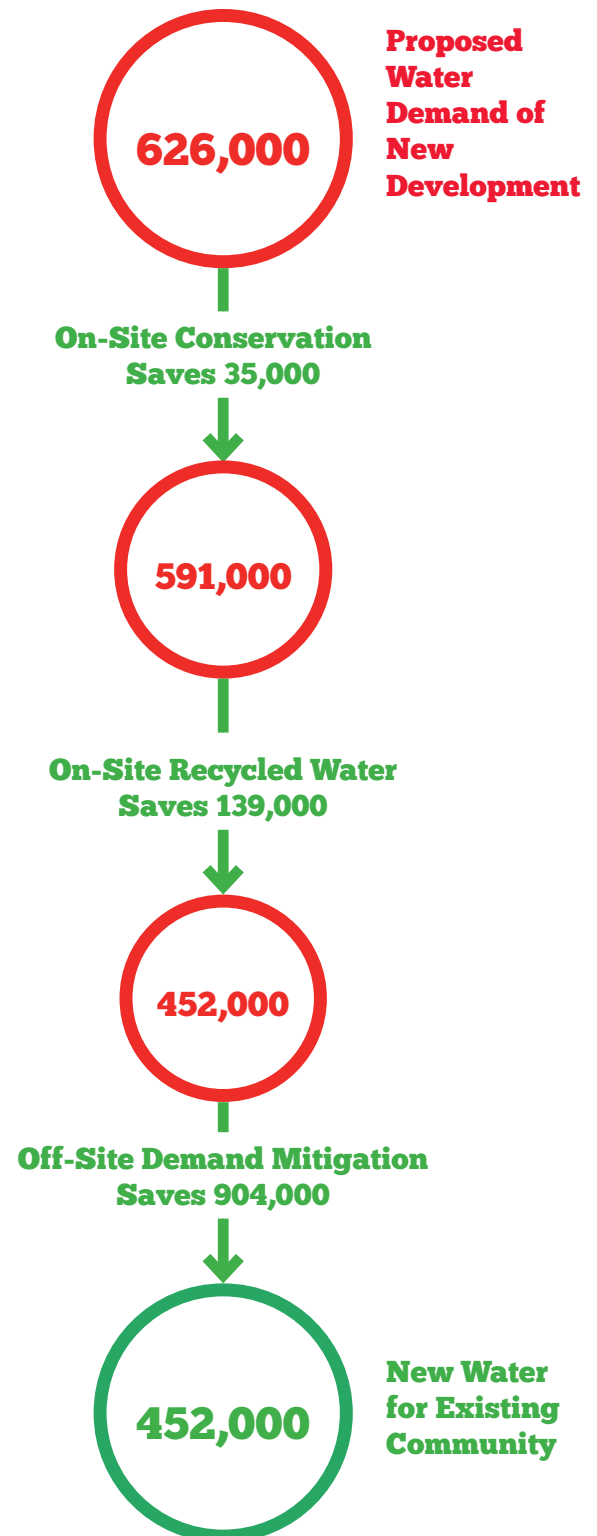 626,000
Proposed
Water
Demand of
New
Development
On-Site Conservation
Saves 35,000
591,000
On-Site Recycled Water
Saves 139,000
452,000
Off-Site Demand Mitigation
Saves 904,000
452,000
New Water
for Existing
Community